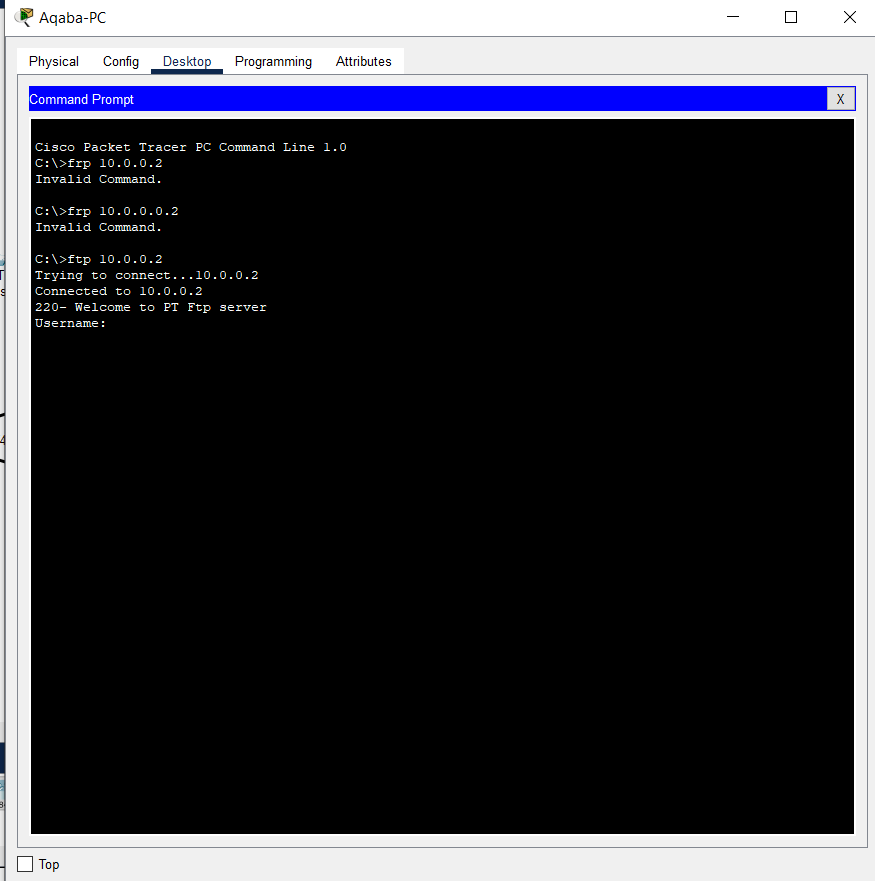 Aqaba-PC
Physical Config Desktop Programming Attributes
Command Prompt X
Cisco Packet Tracer PC Command Line 1.0
C:\>frp 10.0.0.2
Invalid Command.
C:\>frp 10.0.0.0.2
Invalid Command.
C:\>ftp 10.0.0.2
Trying to connect...10.0.0.2
Connected to 10.0.0.2
220- Welcome to PT Ftp server
Username:
Top